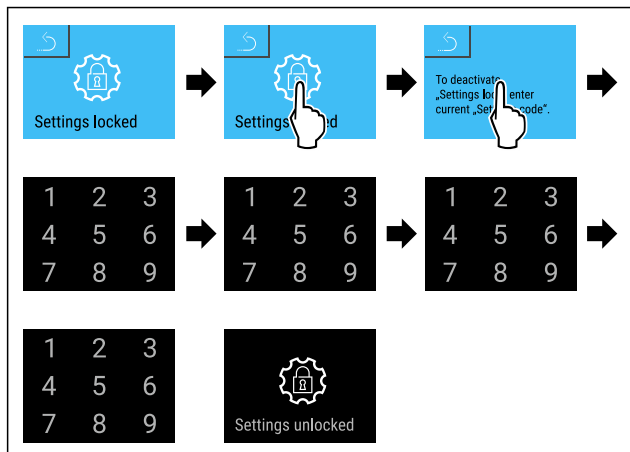 Settings locked
Settings d
To deactivate
„Settings lo enter
current „Set code".
1 2 3
4 5 6
7 8 9
1 2 3
4 5 6
7 8 9
1 2 3
4 5 6
7 8 9
1 2 3
4 5 6
7 8 9
Settings unlocked